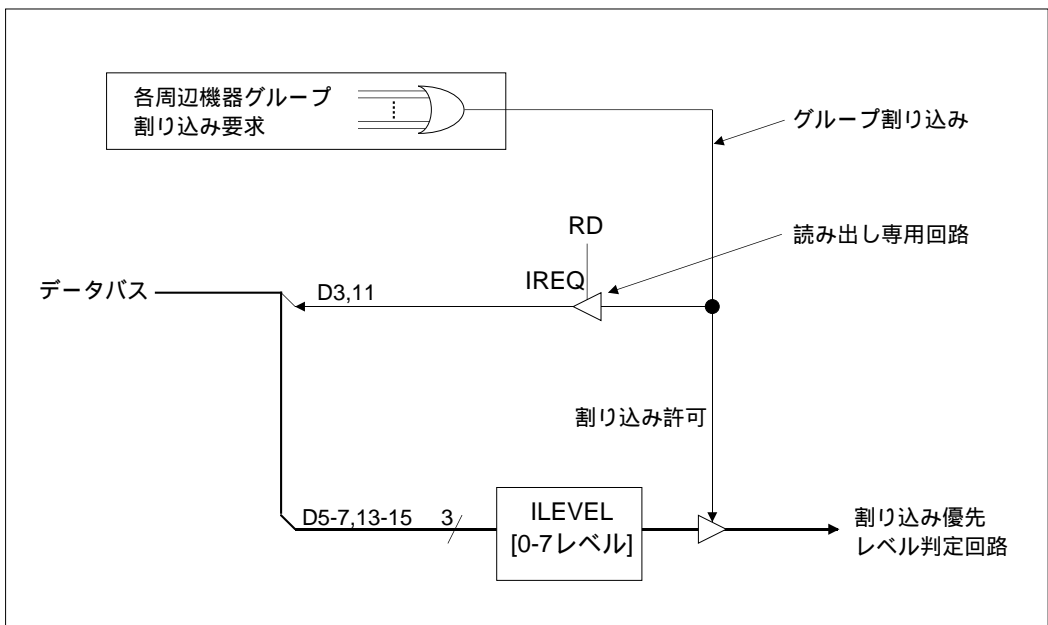 各周辺機器グループ
割り込み要求
グループ割り込み
RD
読み出し専用回路
IREQ
データバス
D3,11
割り込み許可
D5-7,13-15
3
ILEVEL
[0-7レベル]
割り込み優先
レベル判定回路